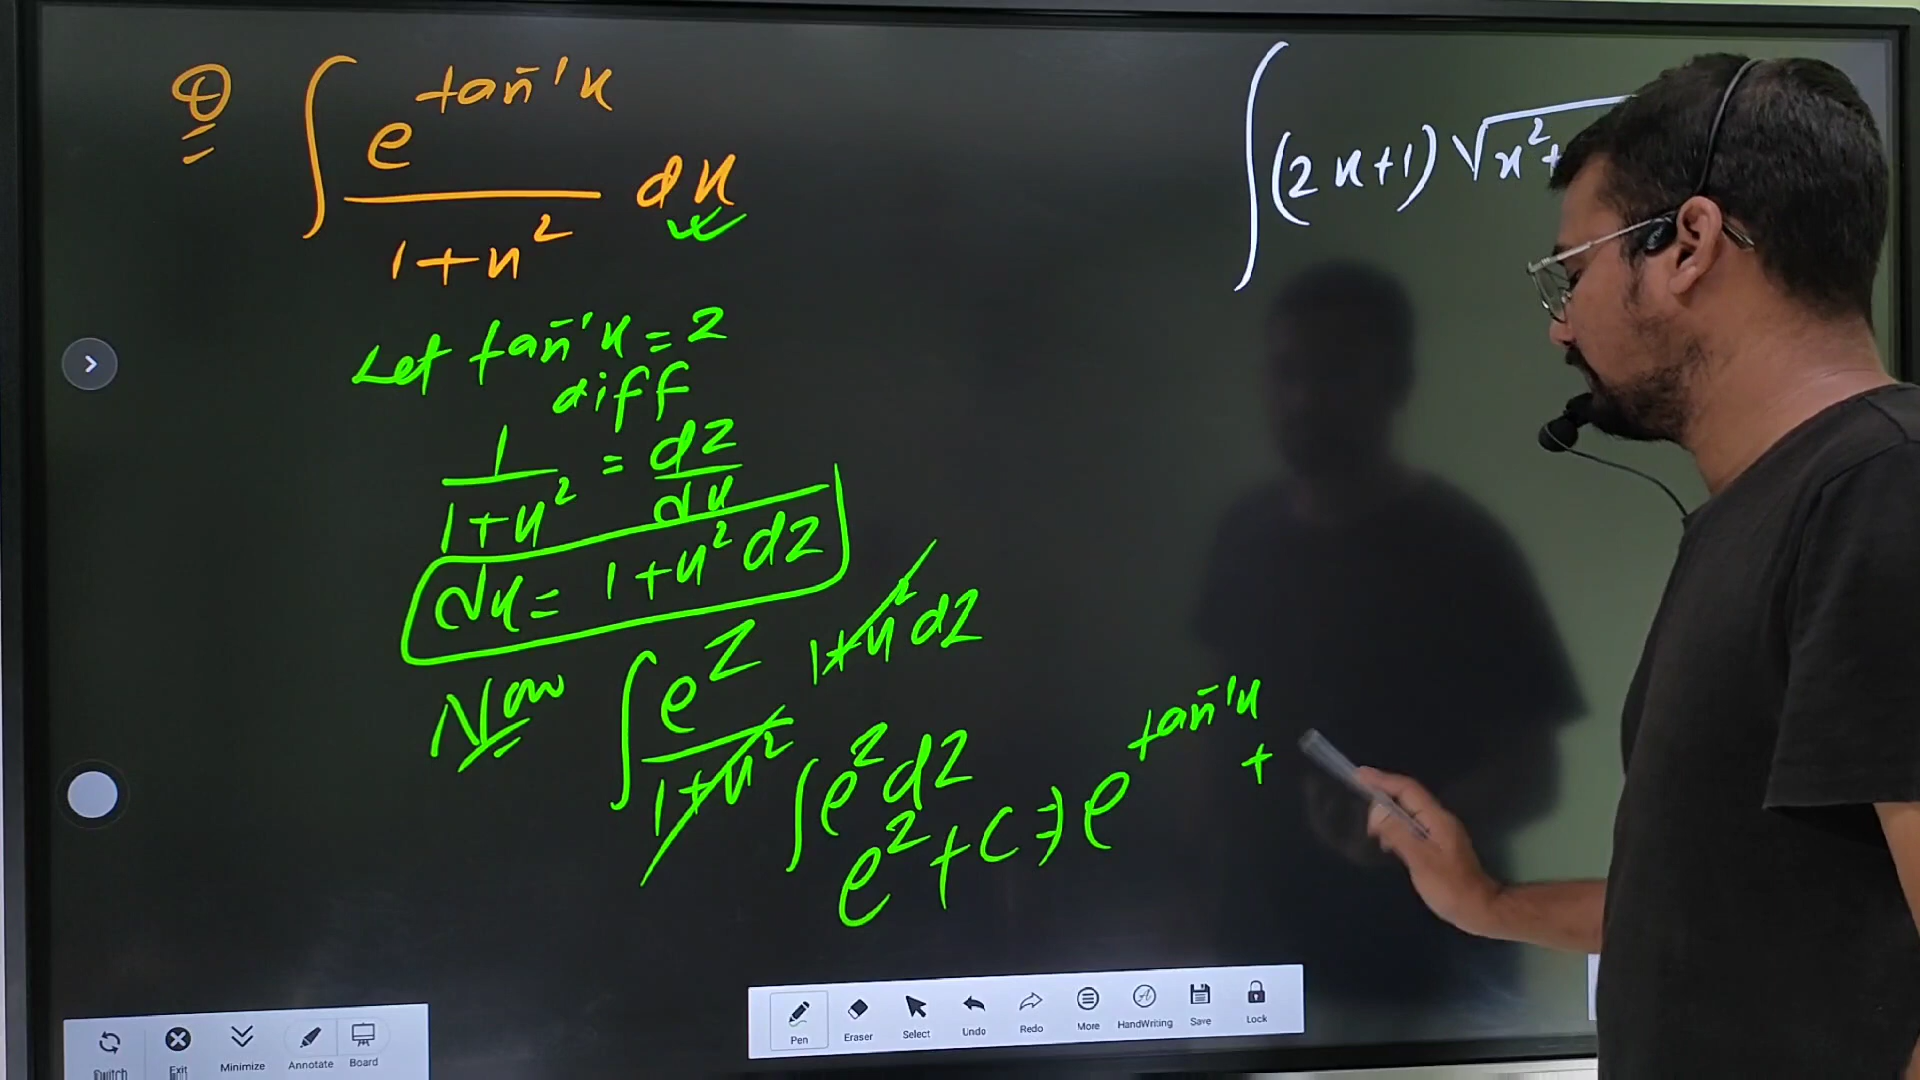 Q ∫ e^tan⁻¹x / 1+x² dx
Let tan⁻¹x = z
diff
1 / 1+x² = dz / dx
dx = 1+x² dz
Now ∫ e^z / 1+x² 1+x² dz
∫ e^z dz
e^z + c ⇒ e^tan⁻¹x +
∫ (2x+1) √x²+
Switch
Exit
Minimize
Annotate
Board
Pen
Eraser
Select
Undo
Redo
More
HandWriting
Save
Lock